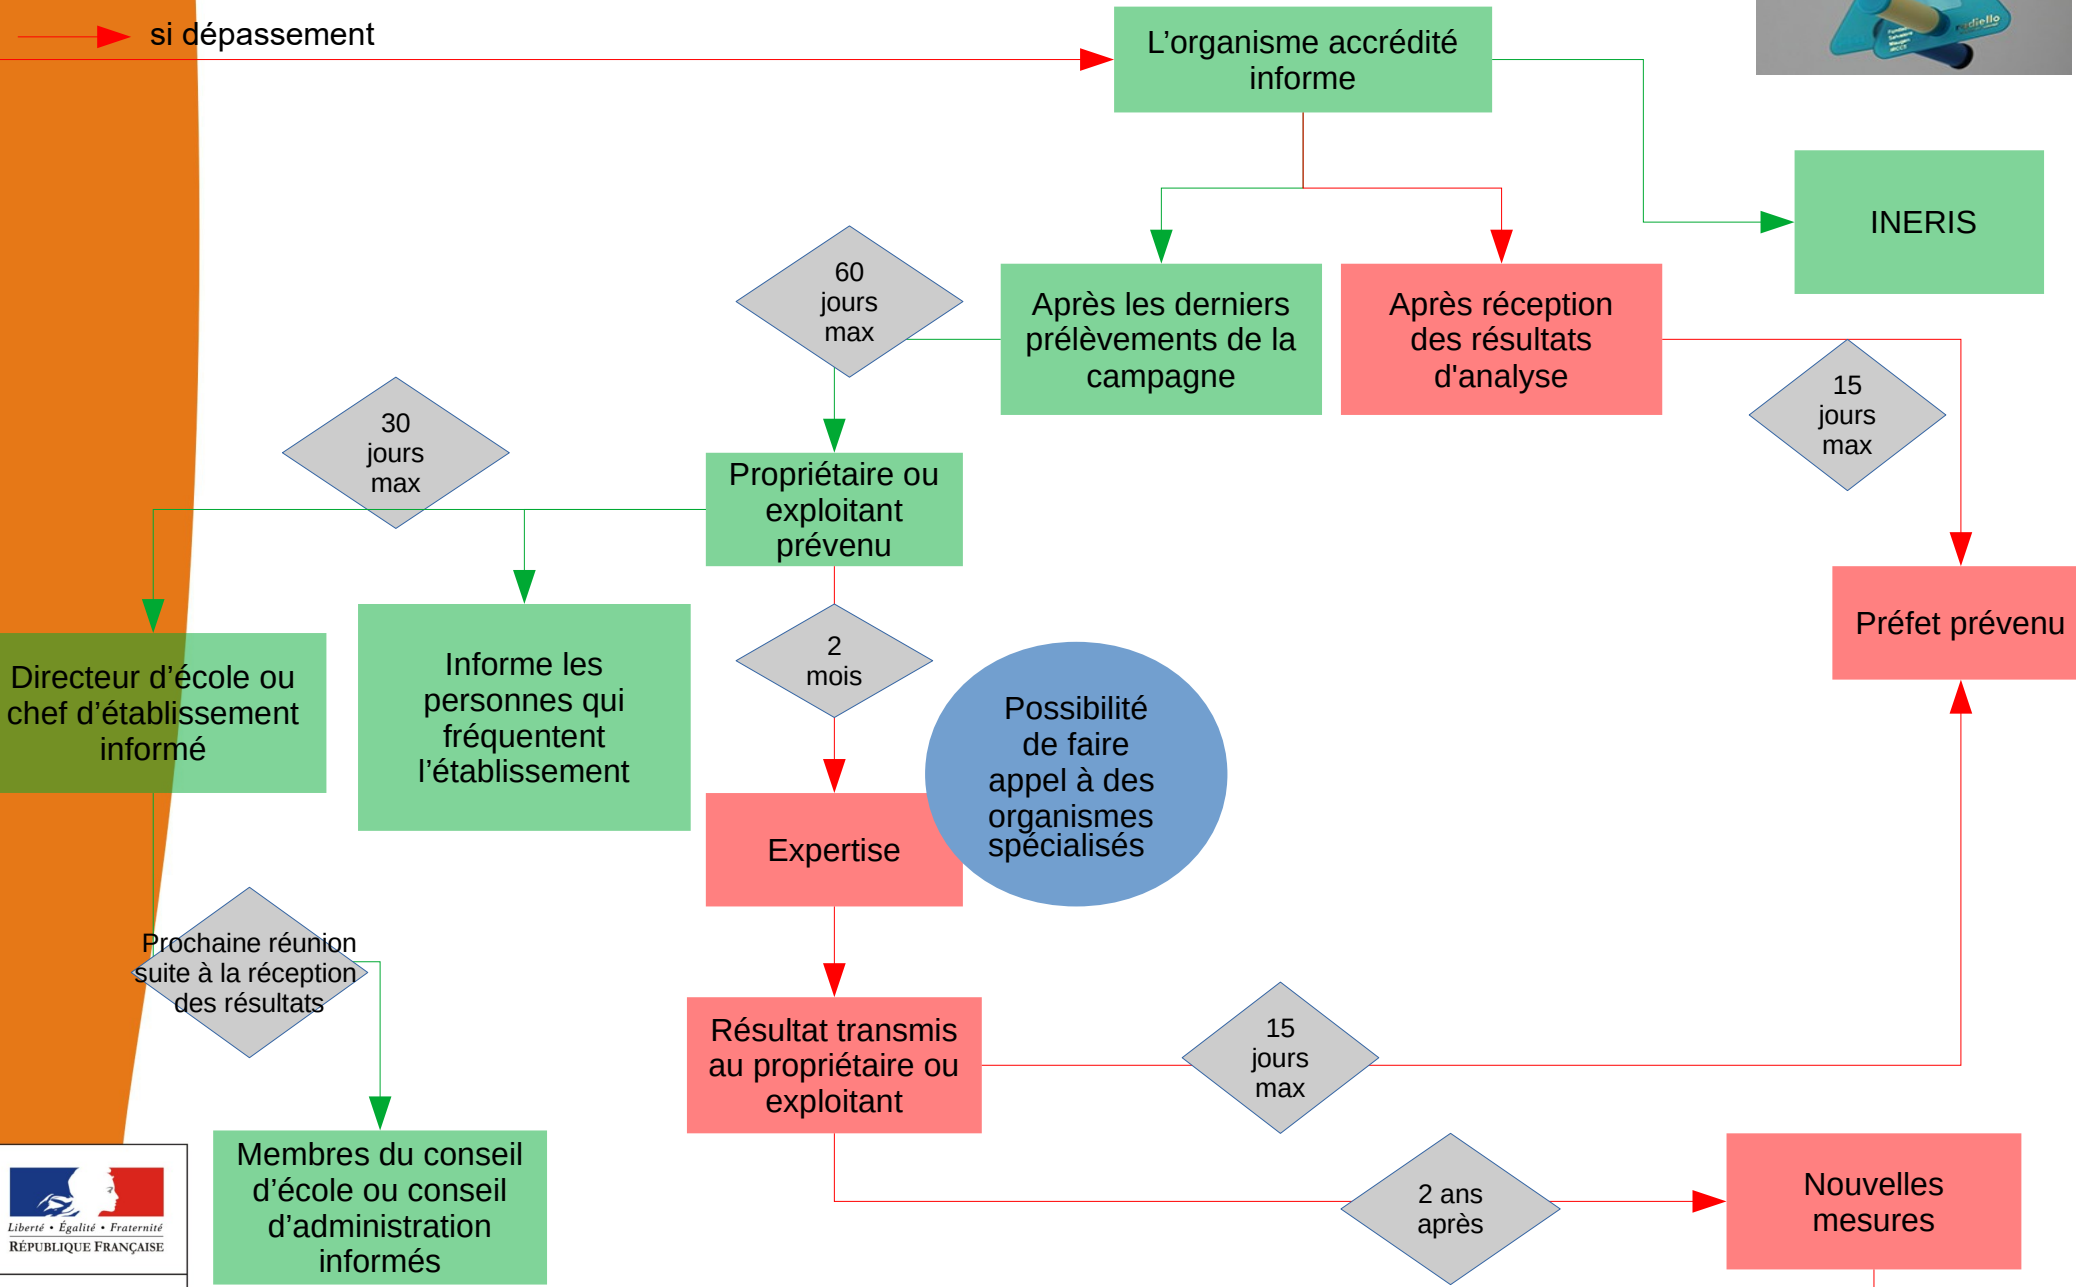 si dépassement
L'organisme accrédité
informe
radiello
INERIS
60
jours
max
Après les derniers
prélèvements de la
campagne
Après réception
des résultats
d'analyse
15
jours
max
30
jours
max
Propriétaire ou
exploitant
prévenu
Préfet prévenu
Directeur d'école ou
chef d'établissement
informé
Informe les
personnes qui
fréquentent
l'établissement
2
mois
Possibilité
de faire
appel à des
organismes
spécialisés
Expertise
Prochaine réunion
suite à la réception
des résultats
Résultat transmis
au propriétaire ou
exploitant
15
jours
max
Membres du conseil
d'école ou conseil
d'administration
informés
2 ans
après
Nouvelles
mesures
Liberté • Égalité • Fraternité
RÉPUBLIQUE FRANÇAISE